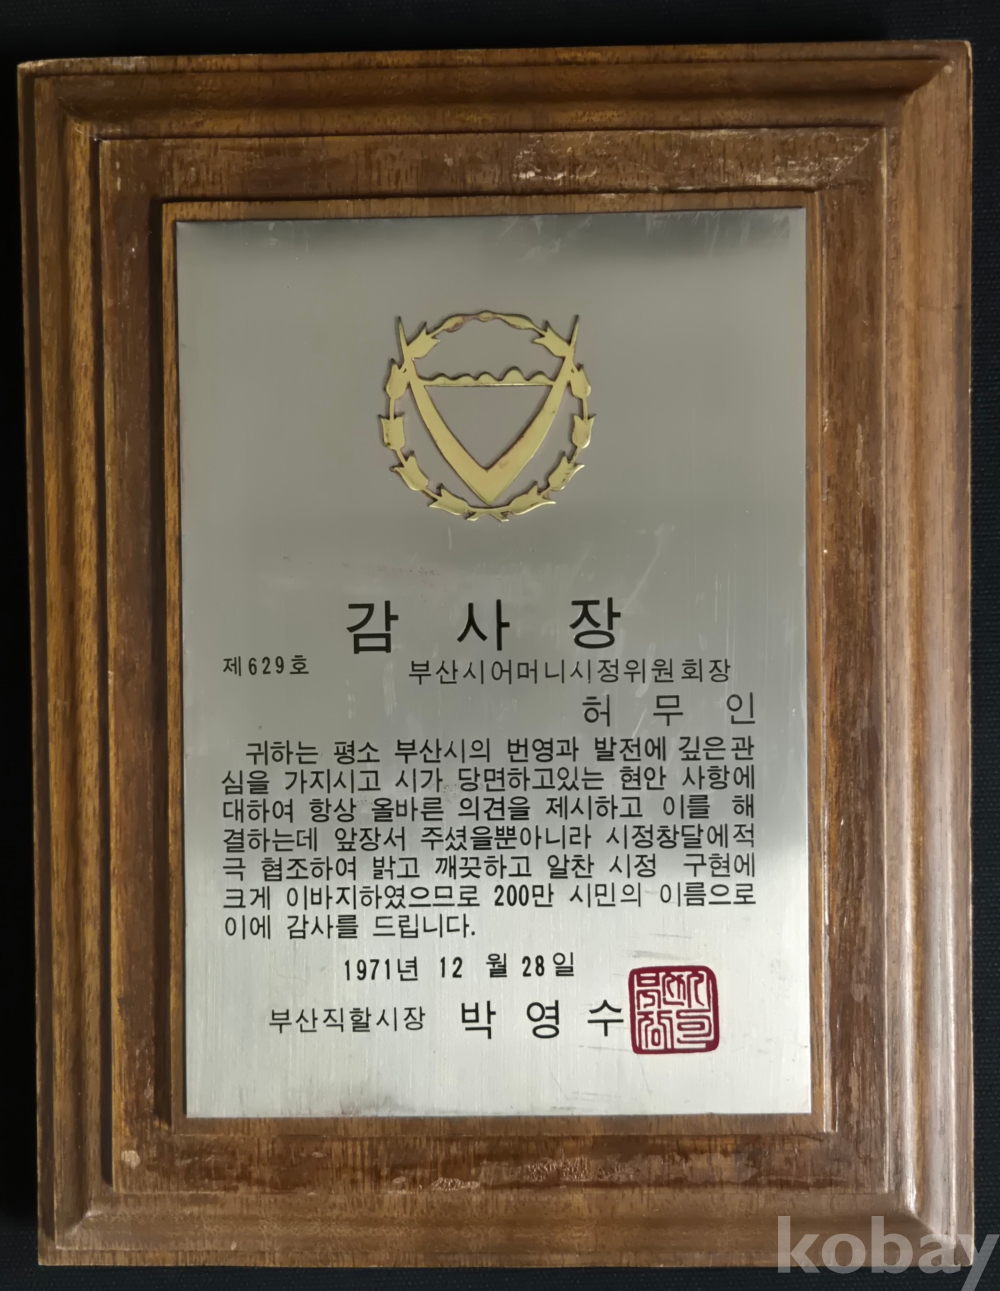 감 사 장
제629호
부산시어머니시정위원회장
허 무 인
귀하는 평소 부산시의 번영과 발전에 깊은관
심을 가지시고 시가 당면하고있는 현안 사항에
대하여 항상 올바른 의견을 제시하고 이를 해
결하는데 앞장서 주셨을뿐아니라 시정창달에적
극 협조하여 밝고 깨끗하고 알찬 시정 구현에
크게 이바지하였으므로 200만 시민의 이름으로
이에 감사를 드립니다.
1971년 12 월 28일
부산직할시장 박 영 수
kobay